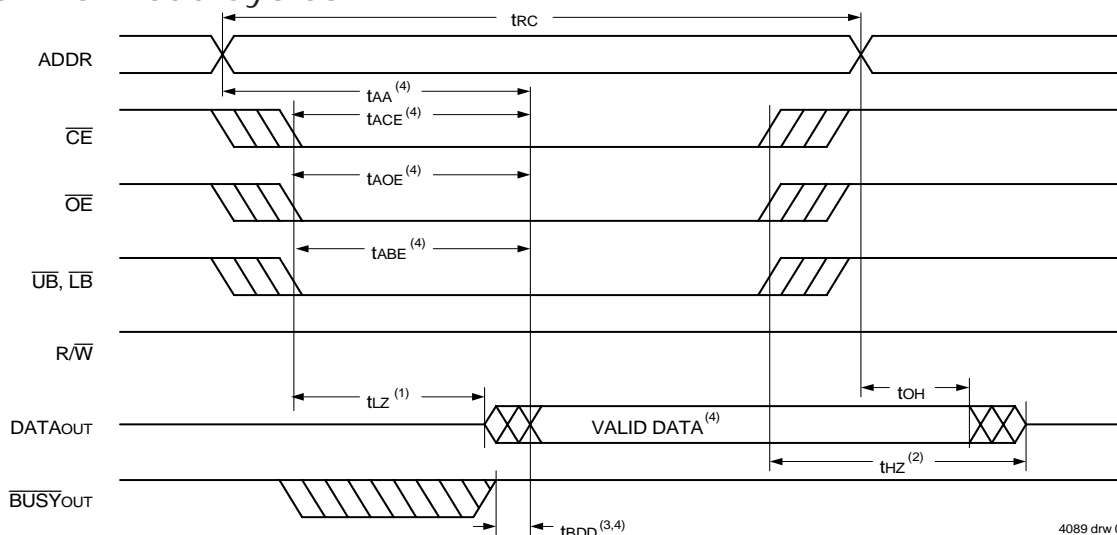 tRC
ADDR
tAA (4)
CE tACE (4)
OE tAOE (4)
tABE (4)
UB, LB
R/W
tOH
tLZ (1)
DATAOUT VALID DATA(4)
tHZ (2)
BUSYOUT
tBDD (3,4)
4089 drw